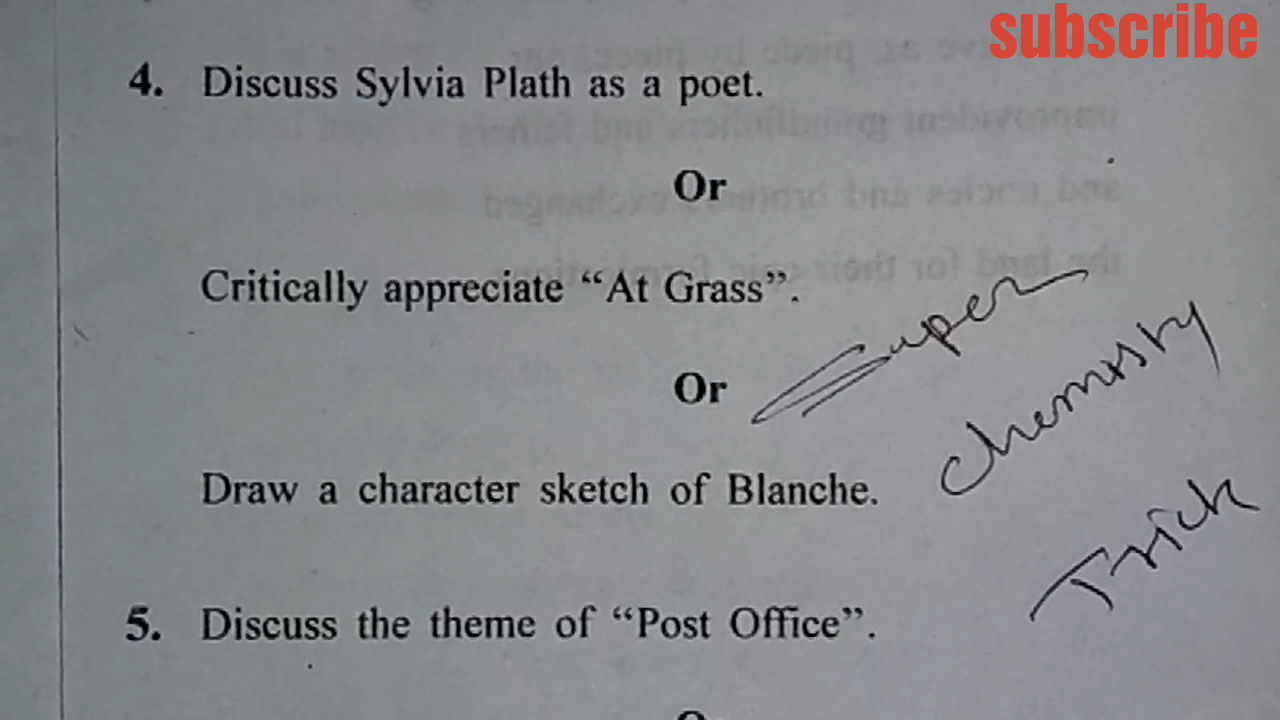 subscribe
4. Discuss Sylvia Plath as a poet.
Or
Critically appreciate “At Grass”.
Super
Or
chemistry
Draw a character sketch of Blanche.
Trick
5. Discuss the theme of “Post Office”.